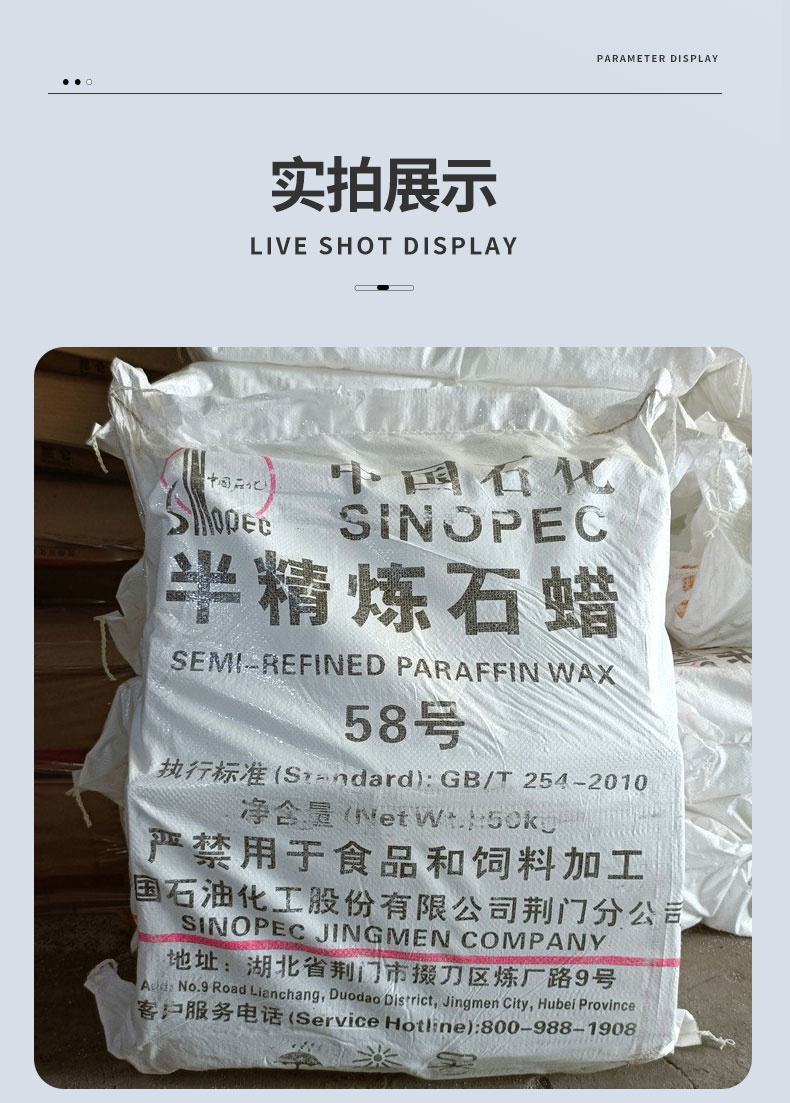 PARAMETER DISPLAY
实拍展示
LIVE SHOT DISPLAY
中国石化
SINOPEC
中国石化
SINOPEC
半精炼石蜡
SEMI-REFINED PARAFFIN WAX
58号
执行标准(Standard):GB/T 254-2010
净含量(Net Wt.):50kg
严禁用于食品和饲料加工
国石油化工股份有限公司荆门分公司
SINOPEC JINGMEN COMPANY
地址:湖北省荆门市掇刀区炼厂路9号
Add: No.9 Road Lianchang, Duodao District, Jingmen City, Hubei Province
客户服务电话(Service Hotline):800-988-1908